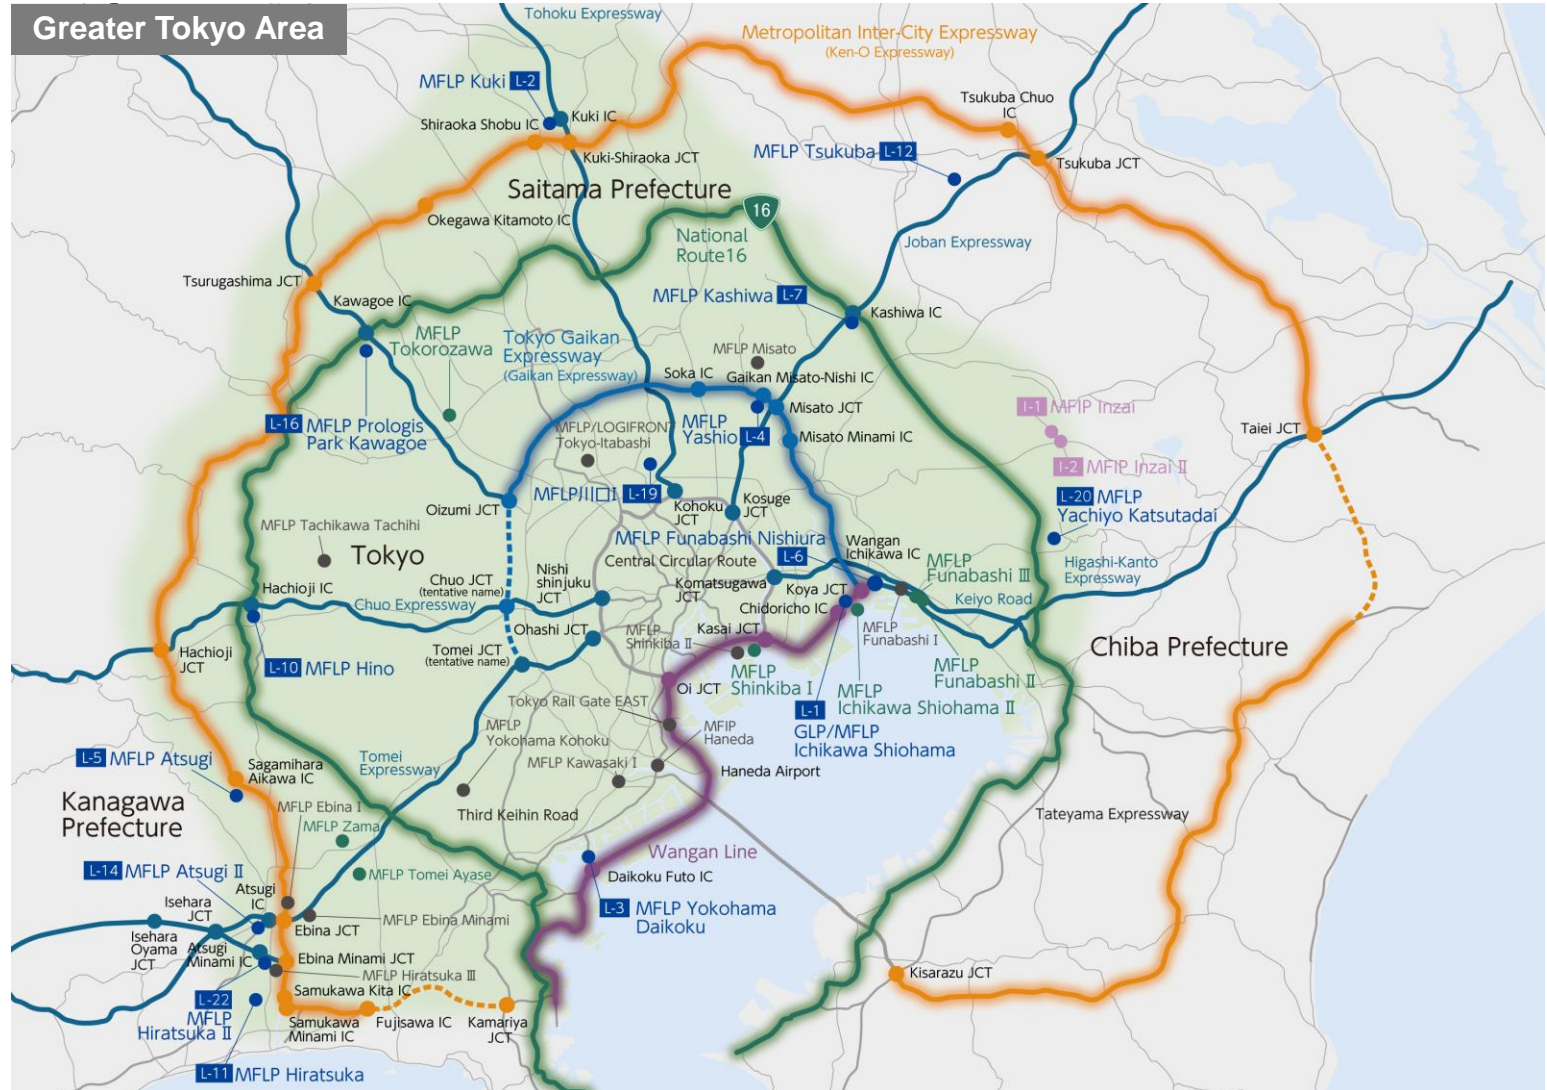 Greater Tokyo Area
Tohoku Expressway
Metropolitan Inter-City Expressway
(Ken-O Expressway)
MFLP Kuki L-2
Kuki IC
Shiraoka Shobu IC
Kuki-Shiraoka JCT
Tsukuba Chuo
IC
MFLP Tsukuba L-12
Tsukuba JCT
Saitama Prefecture
Okegawa Kitamoto IC
16
National
Route16
Joban Expressway
Tsurugashima JCT
Kawagoe IC
MFLP Kashiwa L-7
Kashiwa IC
MFLP
Tokorozawa
Tokyo Gaikan
Expressway
(Gaikan Expressway)
MFLP Misato
Soka IC
Gaikan Misato-Nishi IC
Misato JCT
L-16 MFLP Prologis
Park Kawagoe
MFLP/LOGIFRONT
Tokyo-Itabashi
MFLP
Yashio L-4
Misato Minami IC
I-1 MFIP Inzai
I-2 MFIP Inzai Ⅱ
Taiei JCT
Oizumi JCT
MFLP川口Ⅰ L-19
Kohoku
JCT
Kosuge
JCT
L-20 MFLP
Yachiyo Katsutadai
MFLP Tachikawa Tachihi
Tokyo
MFLP Funabashi Nishiura
L-6
Wangan
Ichikawa IC
MFLP
Funabashi Ⅲ
Higashi-Kanto
Expressway
Central Circular Route
Nishi
shinjuku
JCT
Hachioji IC
Chuo JCT
(tentative name)
Chuo Expressway
Komatsugawa
JCT
Koya JCT
Chidoricho IC
Keiyo Road
Ohashi JCT
MFLP
Shinkiba Ⅱ
Kasai JCT
MFLP
Funabashi Ⅰ
Hachioji
JCT
L-10 MFLP Hino
Tomei JCT
(tentative name)
MFLP
Shinkiba Ⅰ
MFLP
Ichikawa Shiohama Ⅱ
MFLP
Funabashi Ⅱ
Chiba Prefecture
Oi JCT
Tokyo Rail Gate EAST
L-1
GLP/MFLP
Ichikawa Shiohama
MFLP
Yokohama Kohoku
MFIP
Haneda
L-5 MFLP Atsugi
Sagamihara
Aikawa IC
Tomei
Expressway
MFLP Kawasaki Ⅰ
Haneda Airport
Kanagawa
Prefecture
MFLP Ebina Ⅰ
Third Keihin Road
Tateyama Expressway
MFLP Zama
Wangan Line
L-14 MFLP Atsugi Ⅱ
MFLP Tomei Ayase
Daikoku Futo IC
Atsugi
IC
Isehara
JCT
MFLP Ebina Minami
L-3 MFLP Yokohama
Daikoku
Ebina JCT
Isehara
Oyama
JCT
Atsugi
Minami IC
Ebina Minami JCT
MFLP Hiratsuka Ⅲ
Kisarazu JCT
Samukawa Kita IC
L-22
MFLP
Hiratsuka Ⅱ
Samukawa
Minami IC
Fujisawa IC
Kamariya
JCT
L-11 MFLP Hiratsuka